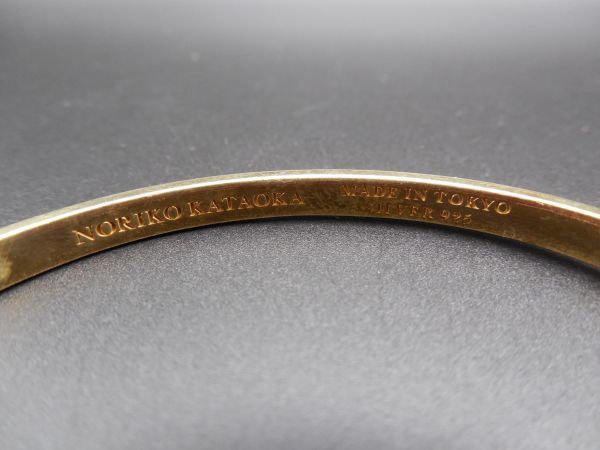 NORIKO KATAOKA
MADE IN TOKYO
SILVER 925